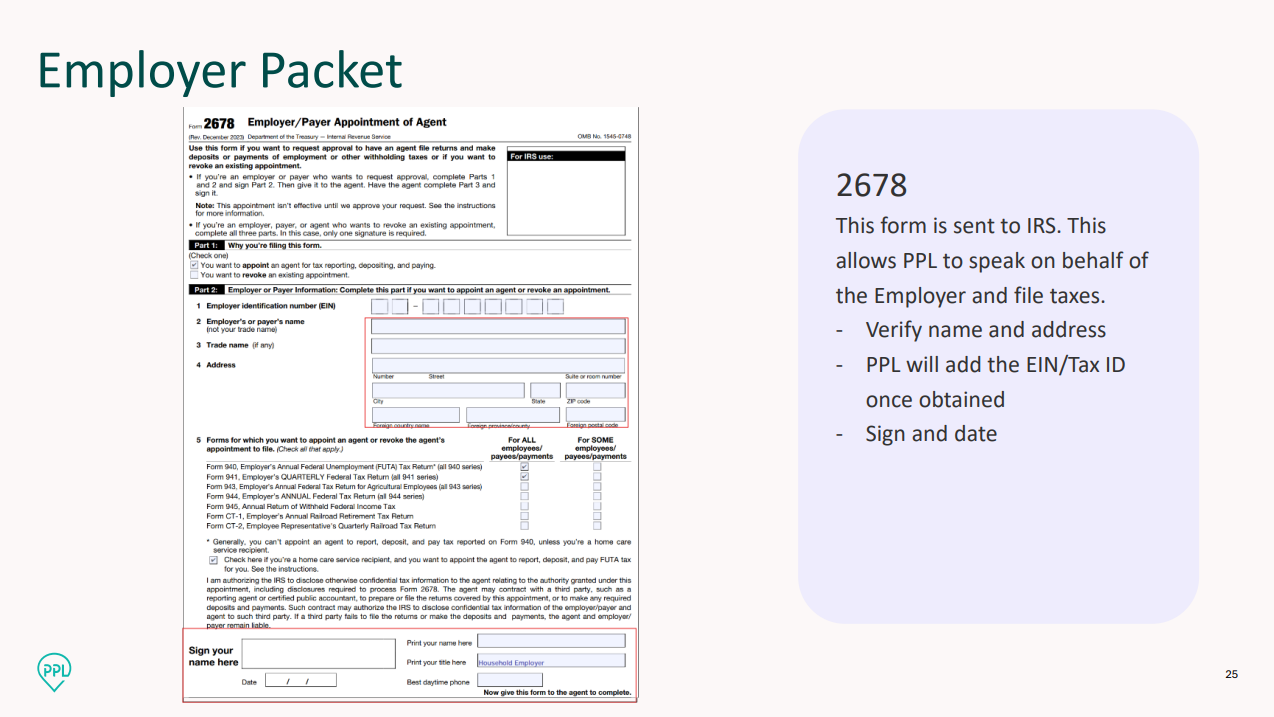 Employer Packet
Form 2678 Employer/Payer Appointment of Agent
(Rev. December 2023) Department of the Treasury — Internal Revenue Service OMB No. 1545-0748
Use this form if you want to request approval to have an agent file returns and make
deposits or payments of employment or other withholding taxes or if you want to
revoke an existing appointment.
• If you're an employer or payer who wants to request approval, complete Parts 1
and 2 and sign Part 2. Then give it to the agent. Have the agent complete Part 3 and
sign it.
Note: This appointment isn't effective until we approve your request. See the instructions
for more information.
• If you're an employer, payer, or agent who wants to revoke an existing appointment,
complete all three parts. In this case, only one signature is required.
For IRS use:
Part 1: Why you're filing this form.
(Check one)
You want to appoint an agent for tax reporting, depositing, and paying.
You want to revoke an existing appointment.
Part 2: Employer or Payer Information: Complete this part if you want to appoint an agent or revoke an appointment.
1 Employer identification number (EIN) –
2 Employer's or payer's name
(not your trade name)
3 Trade name (if any)
4 Address
Number Street Suite or room number
City State ZIP code
Foreign country name Foreign province/county Foreign postal code
5 Forms for which you want to appoint an agent or revoke the agent's
appointment to file. (Check all that apply.)
For ALL
employees/
payees/payments
For SOME
employees/
payees/payments
Form 940, Employer's Annual Federal Unemployment (FUTA) Tax Return* (all 940 series)
Form 941, Employer's QUARTERLY Federal Tax Return (all 941 series)
Form 943, Employer's Annual Federal Tax Return for Agricultural Employees (all 943 series)
Form 944, Employer's ANNUAL Federal Tax Return (all 944 series)
Form 945, Annual Return of Withheld Federal Income Tax
Form CT-1, Employer's Annual Railroad Retirement Tax Return
Form CT-2, Employee Representative's Quarterly Railroad Tax Return
* Generally, you can't appoint an agent to report, deposit, and pay tax reported on Form 940, unless you're a home care
service recipient.
Check here if you're a home care service recipient, and you want to appoint the agent to report, deposit, and pay FUTA tax
for you. See the instructions.
I am authorizing the IRS to disclose otherwise confidential tax information to the agent relating to the authority granted under this
appointment, including disclosures required to process Form 2678. The agent may contract with a third party, such as a
reporting agent or certified public accountant, to prepare or file the returns covered by this appointment, or to make any required
deposits and payments. Such contract may authorize the IRS to disclose confidential tax information of the employer/payer and
agent to such third party. If a third party fails to file the returns or make the deposits and payments, the agent and employer/
payer remain liable.
Sign your
name here
Date / /
Print your name here
Print your title here Household Employer
Best daytime phone
Now give this form to the agent to complete.
2678
This form is sent to IRS. This
allows PPL to speak on behalf of
the Employer and file taxes.
- Verify name and address
- PPL will add the EIN/Tax ID
once obtained
- Sign and date
PPL
25